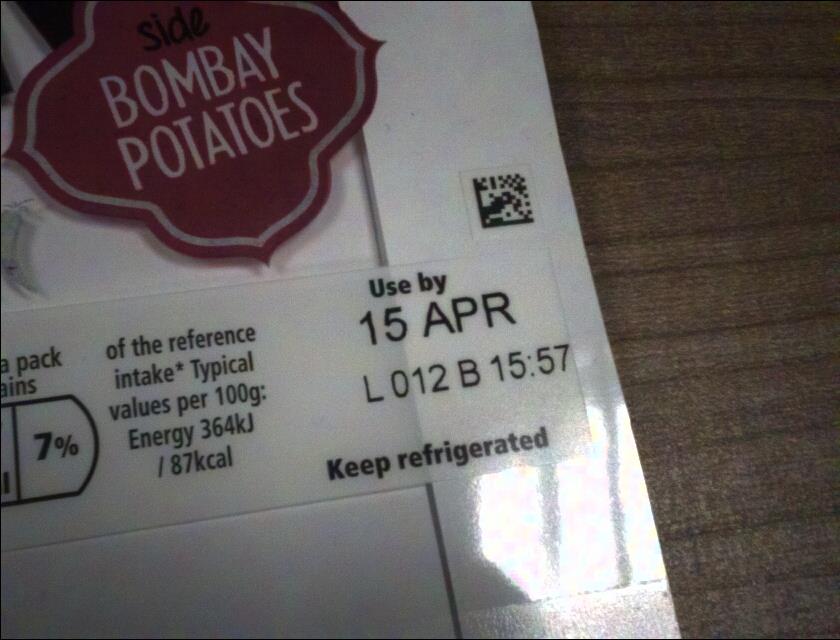 side
BOMBAY
POTATOES
Use by
15 APR
L 012 B 15:57
Keep refrigerated
a pack
ains
7%
of the reference
intake* Typical
values per 100g:
Energy 364kJ
/ 87kcal